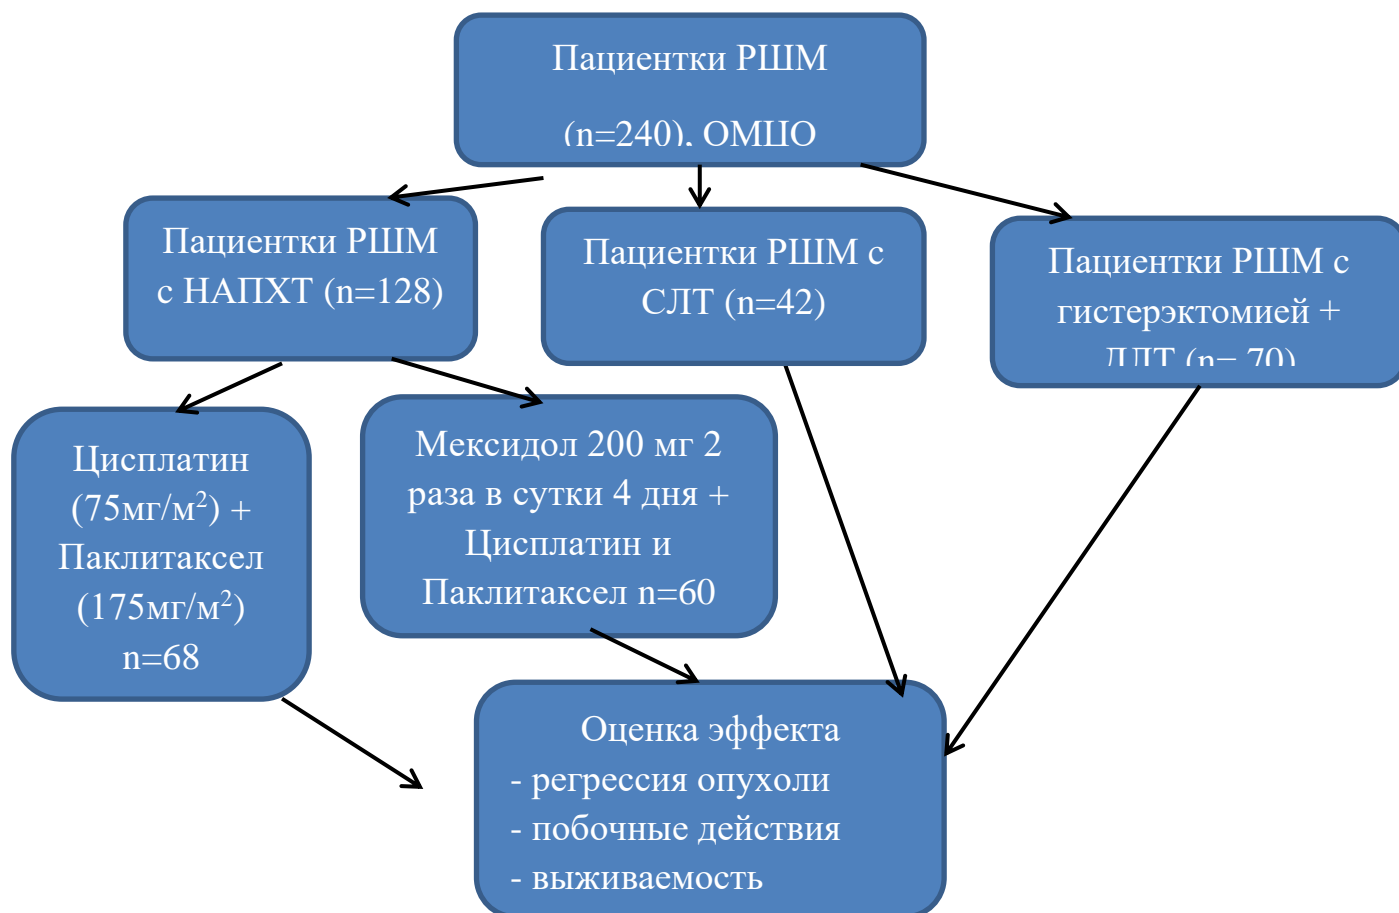 Пациентки РШМ
(n=240), ОМЦО
Пациентки РШМ
с НАПХТ (n=128)
Пациентки РШМ с
СЛТ (n=42)
Пациентки РШМ с
гистерэктомией +
ДЛТ (n= 70)
Цисплатин
(75мг/м²) +
Паклитаксел
(175мг/м²)
n=68
Мексидол 200 мг 2
раза в сутки 4 дня +
Цисплатин и
Паклитаксел n=60
Оценка эффекта
- регрессия опухоли
- побочные действия
- выживаемость